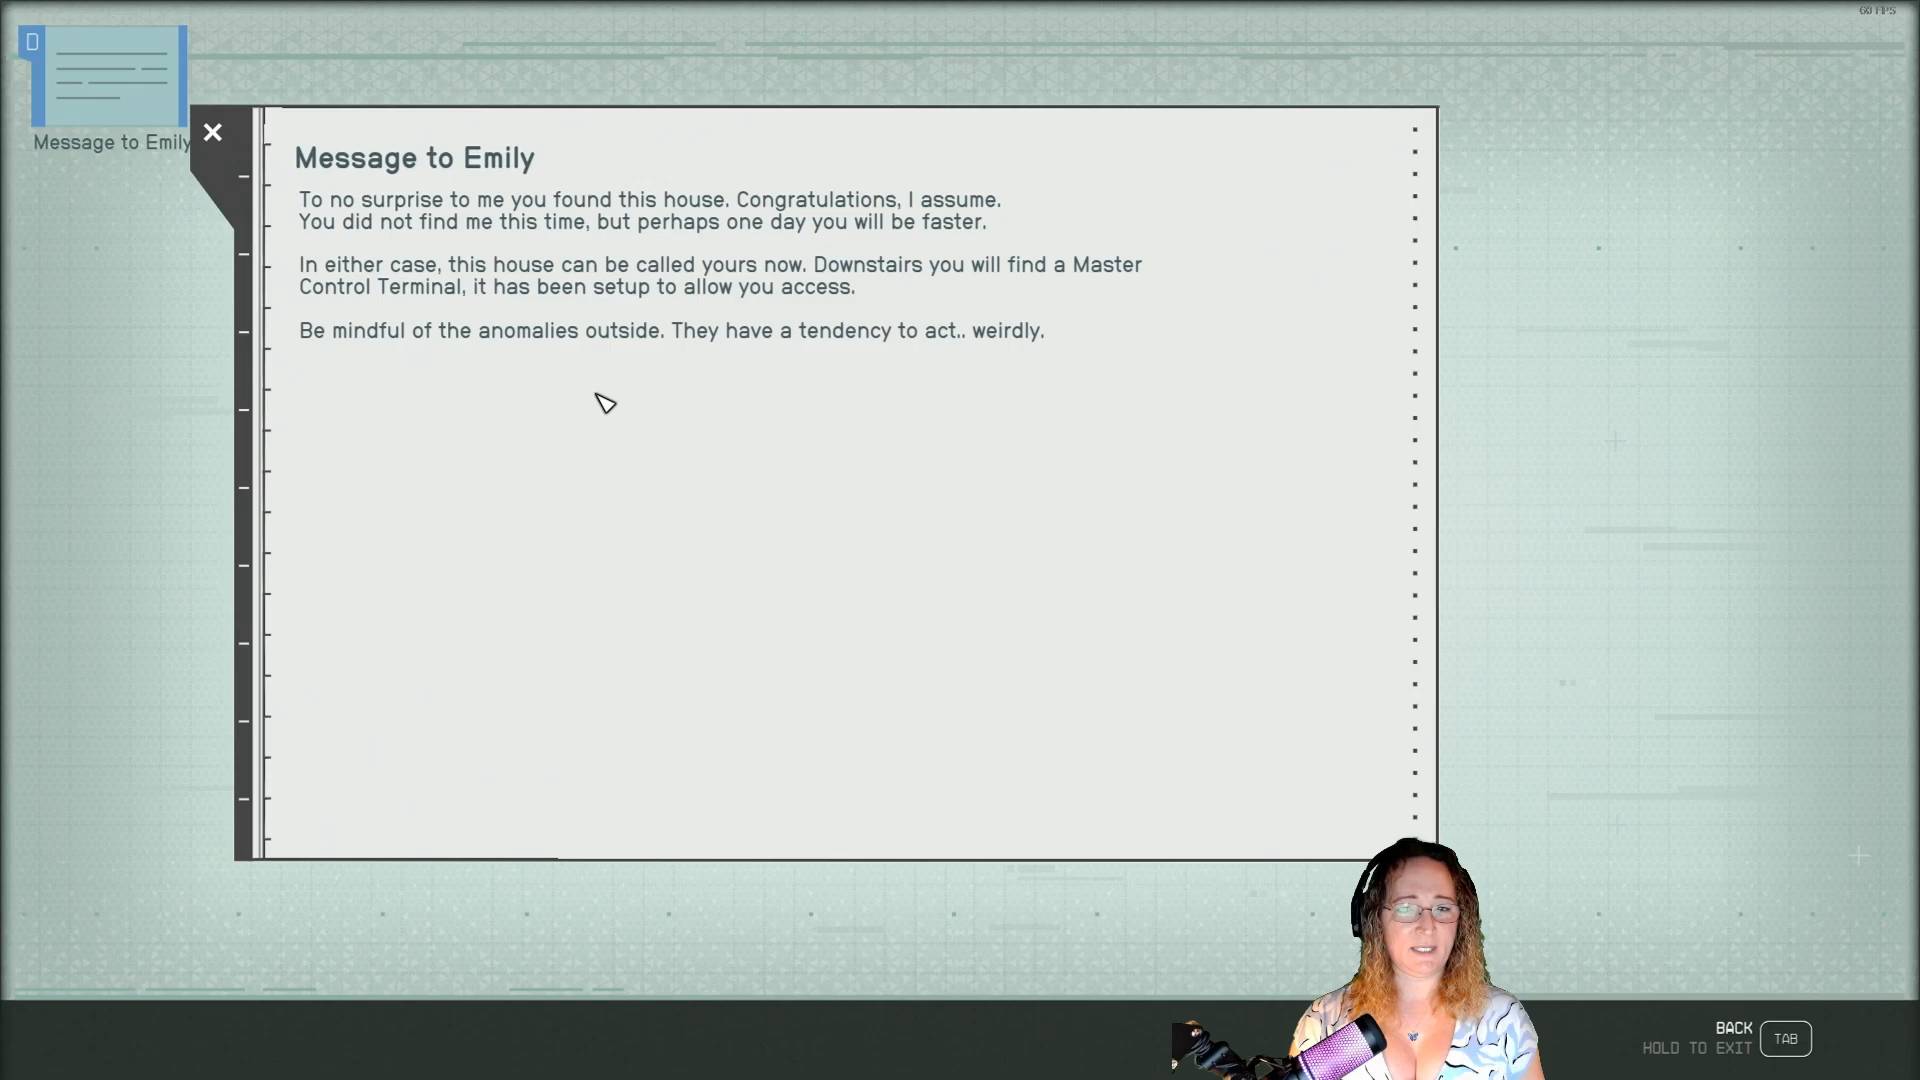 60 FPS
D
Message to Emily
Message to Emily
To no surprise to me you found this house. Congratulations, I assume.
You did not find me this time, but perhaps one day you will be faster.
In either case, this house can be called yours now. Downstairs you will find a Master
Control Terminal, it has been setup to allow you access.
Be mindful of the anomalies outside. They have a tendency to act.. weirdly.
BACK
HOLD TO EXIT
TAB